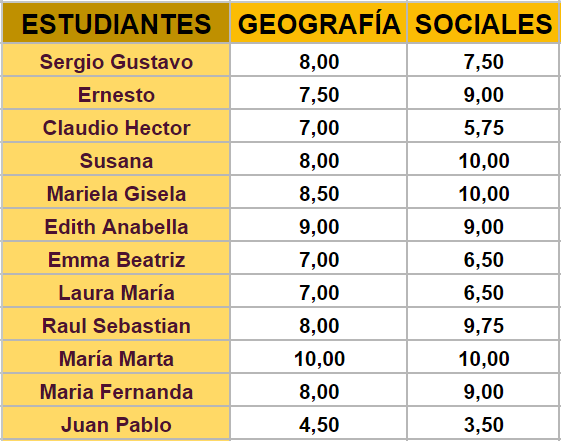 ESTUDIANTES GEOGRAFÍA SOCIALES
Sergio Gustavo 8,00 7,50
Ernesto 7,50 9,00
Claudio Hector 7,00 5,75
Susana 8,00 10,00
Mariela Gisela 8,50 10,00
Edith Anabella 9,00 9,00
Emma Beatriz 7,00 6,50
Laura María 7,00 6,50
Raul Sebastian 8,00 9,75
María Marta 10,00 10,00
Maria Fernanda 8,00 9,00
Juan Pablo 4,50 3,50